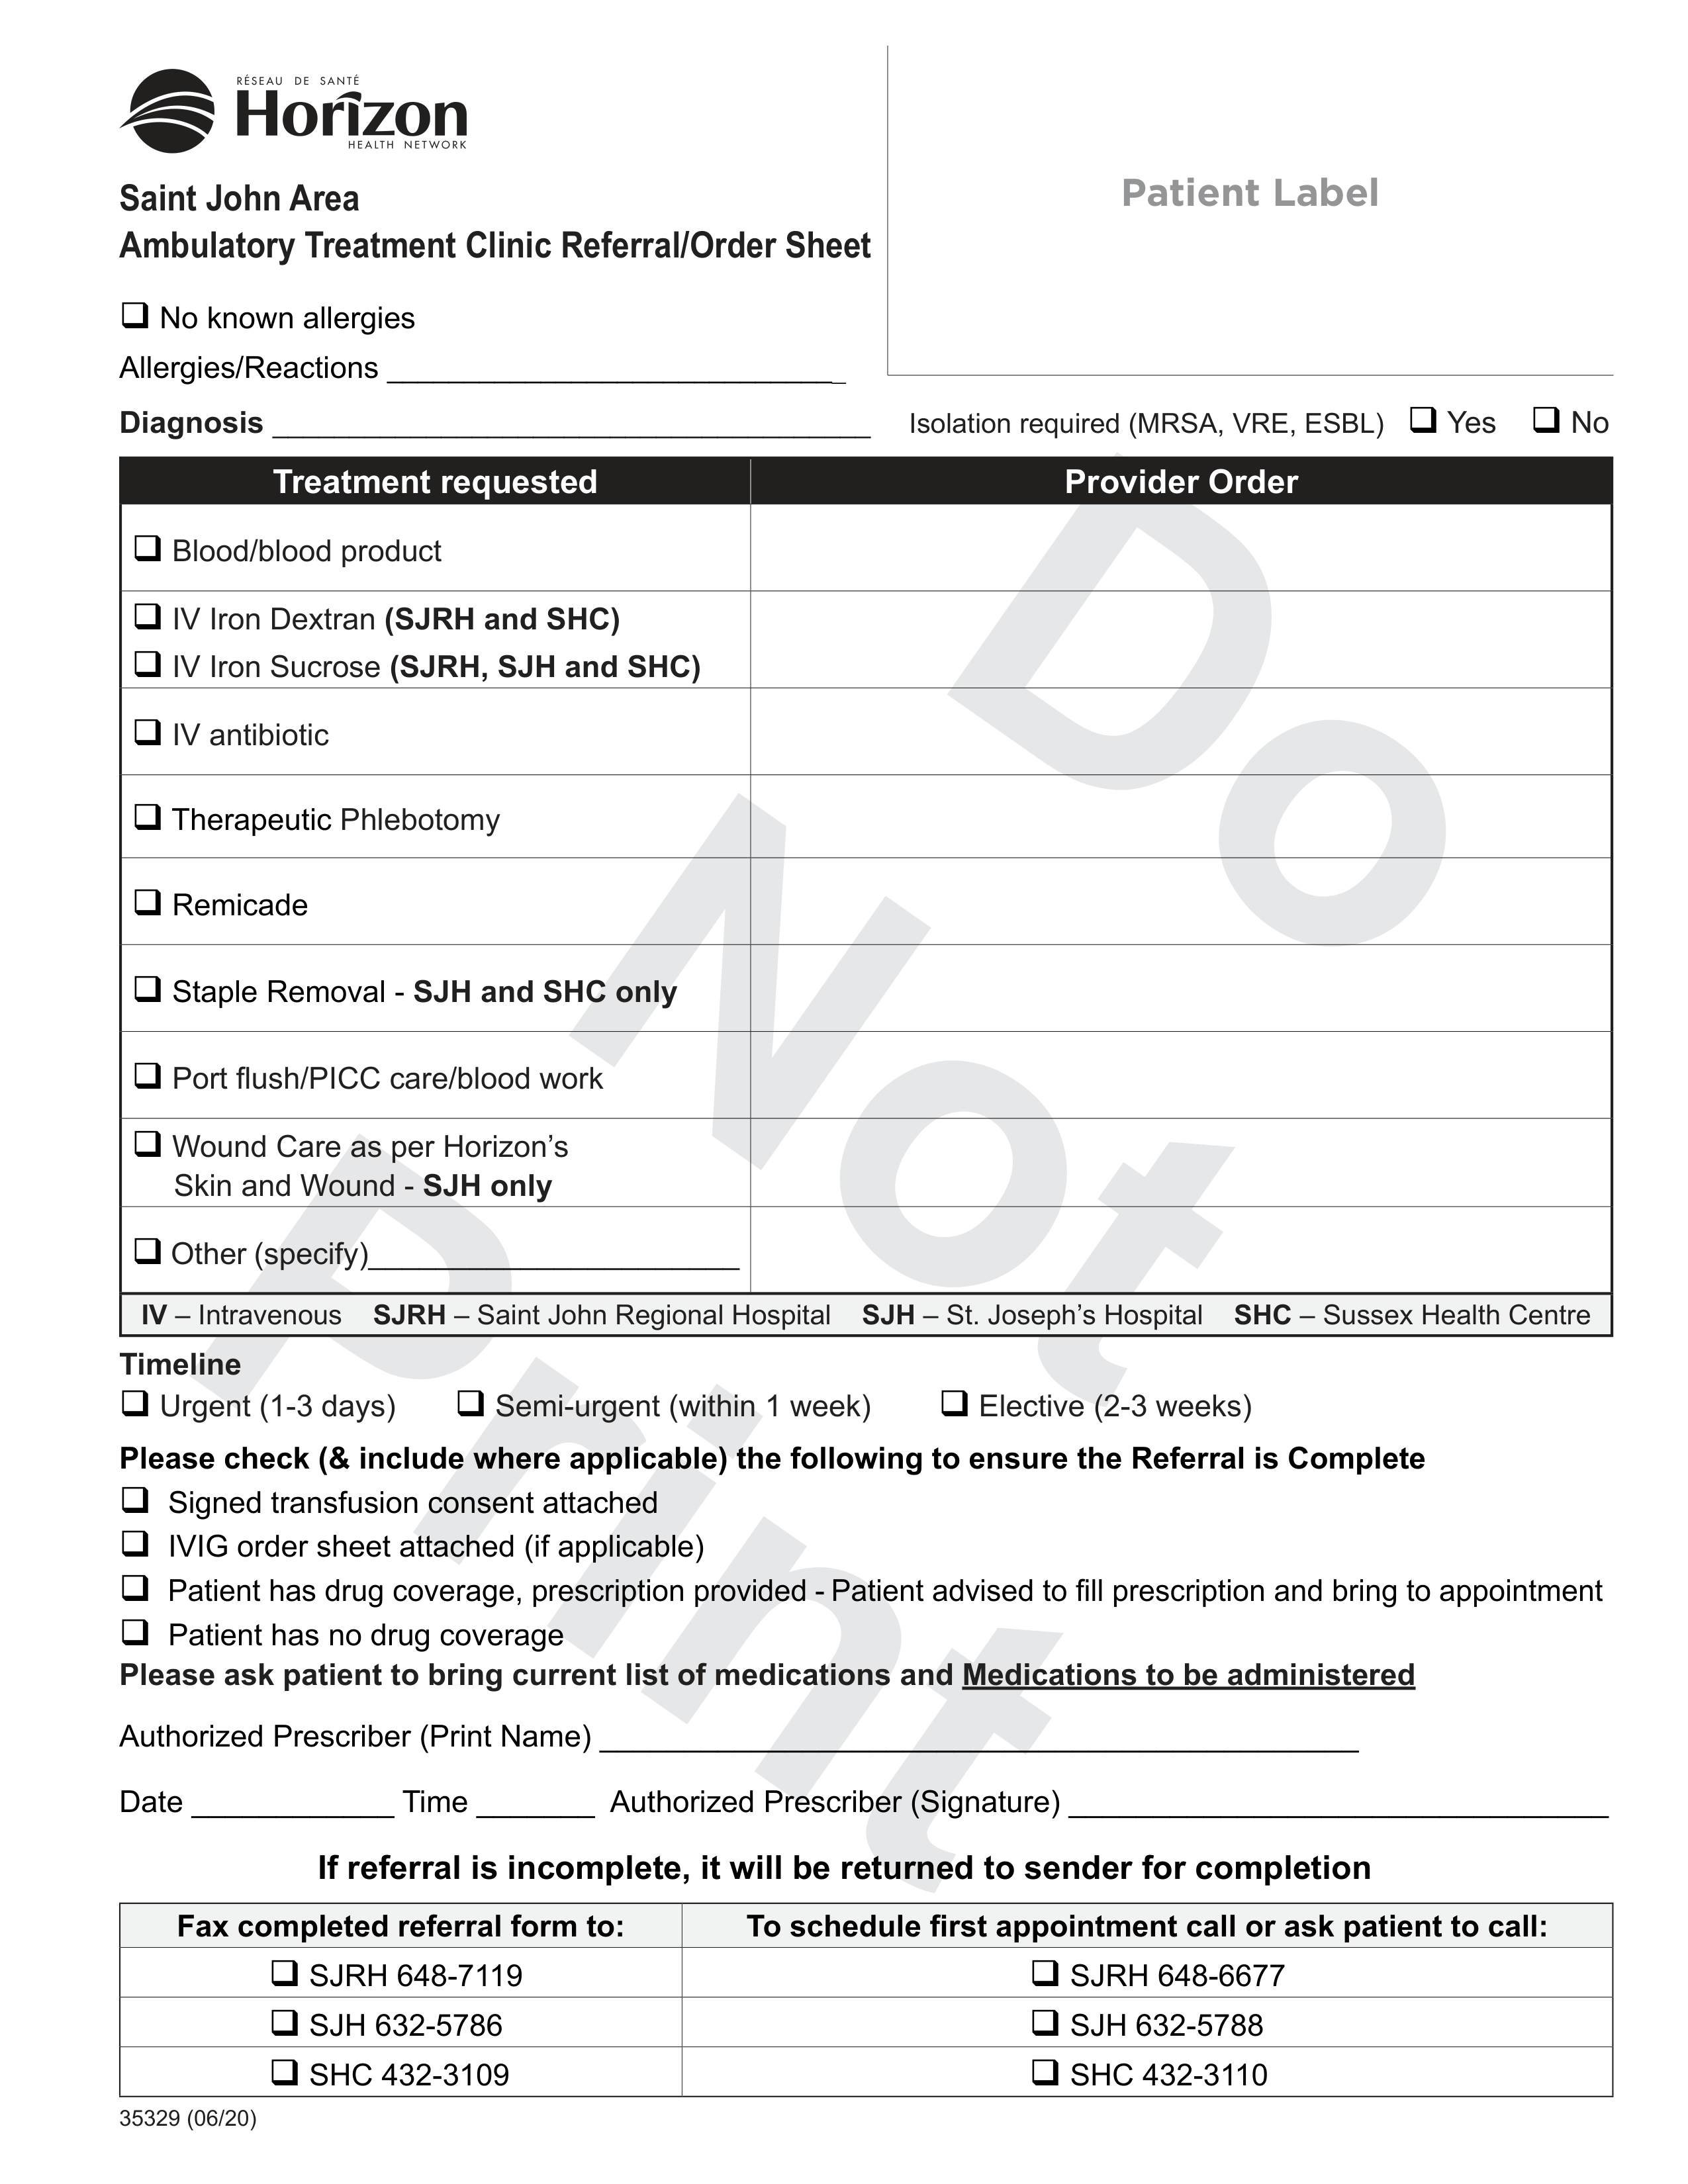 RÉSEAU DE SANTÉ
Horizon
HEALTH NETWORK
Patient Label
Saint John Area
Ambulatory Treatment Clinic Referral/Order Sheet
❏ No known allergies
Allergies/Reactions ______________________________
Diagnosis ______________________________ Isolation required (MRSA, VRE, ESBL) ❏ Yes ❏ No
Treatment requested Provider Order
❏ Blood/blood product
❏ IV Iron Dextran (SJRH and SHC)
❏ IV Iron Sucrose (SJRH, SJH and SHC)
❏ IV antibiotic
❏ Therapeutic Phlebotomy
❏ Remicade
❏ Staple Removal - SJH and SHC only
❏ Port flush/PICC care/blood work
❏ Wound Care as per Horizon’s
Skin and Wound - SJH only
❏ Other (specify)______________________
IV – Intravenous SJRH – Saint John Regional Hospital SJH – St. Joseph’s Hospital SHC – Sussex Health Centre
Timeline
❏ Urgent (1-3 days) ❏ Semi-urgent (within 1 week) ❏ Elective (2-3 weeks)
Please check (& include where applicable) the following to ensure the Referral is Complete
❏ Signed transfusion consent attached
❏ IVIG order sheet attached (if applicable)
❏ Patient has drug coverage, prescription provided - Patient advised to fill prescription and bring to appointment
❏ Patient has no drug coverage
Please ask patient to bring current list of medications and Medications to be administered
Authorized Prescriber (Print Name) ______________________________
Date ____________ Time _______ Authorized Prescriber (Signature) ______________________________
If referral is incomplete, it will be returned to sender for completion
Fax completed referral form to: To schedule first appointment call or ask patient to call:
❏ SJRH 648-7119 ❏ SJRH 648-6677
❏ SJH 632-5786 ❏ SJH 632-5788
❏ SHC 432-3109 ❏ SHC 432-3110
35329 (06/20)
Do
Not
Print